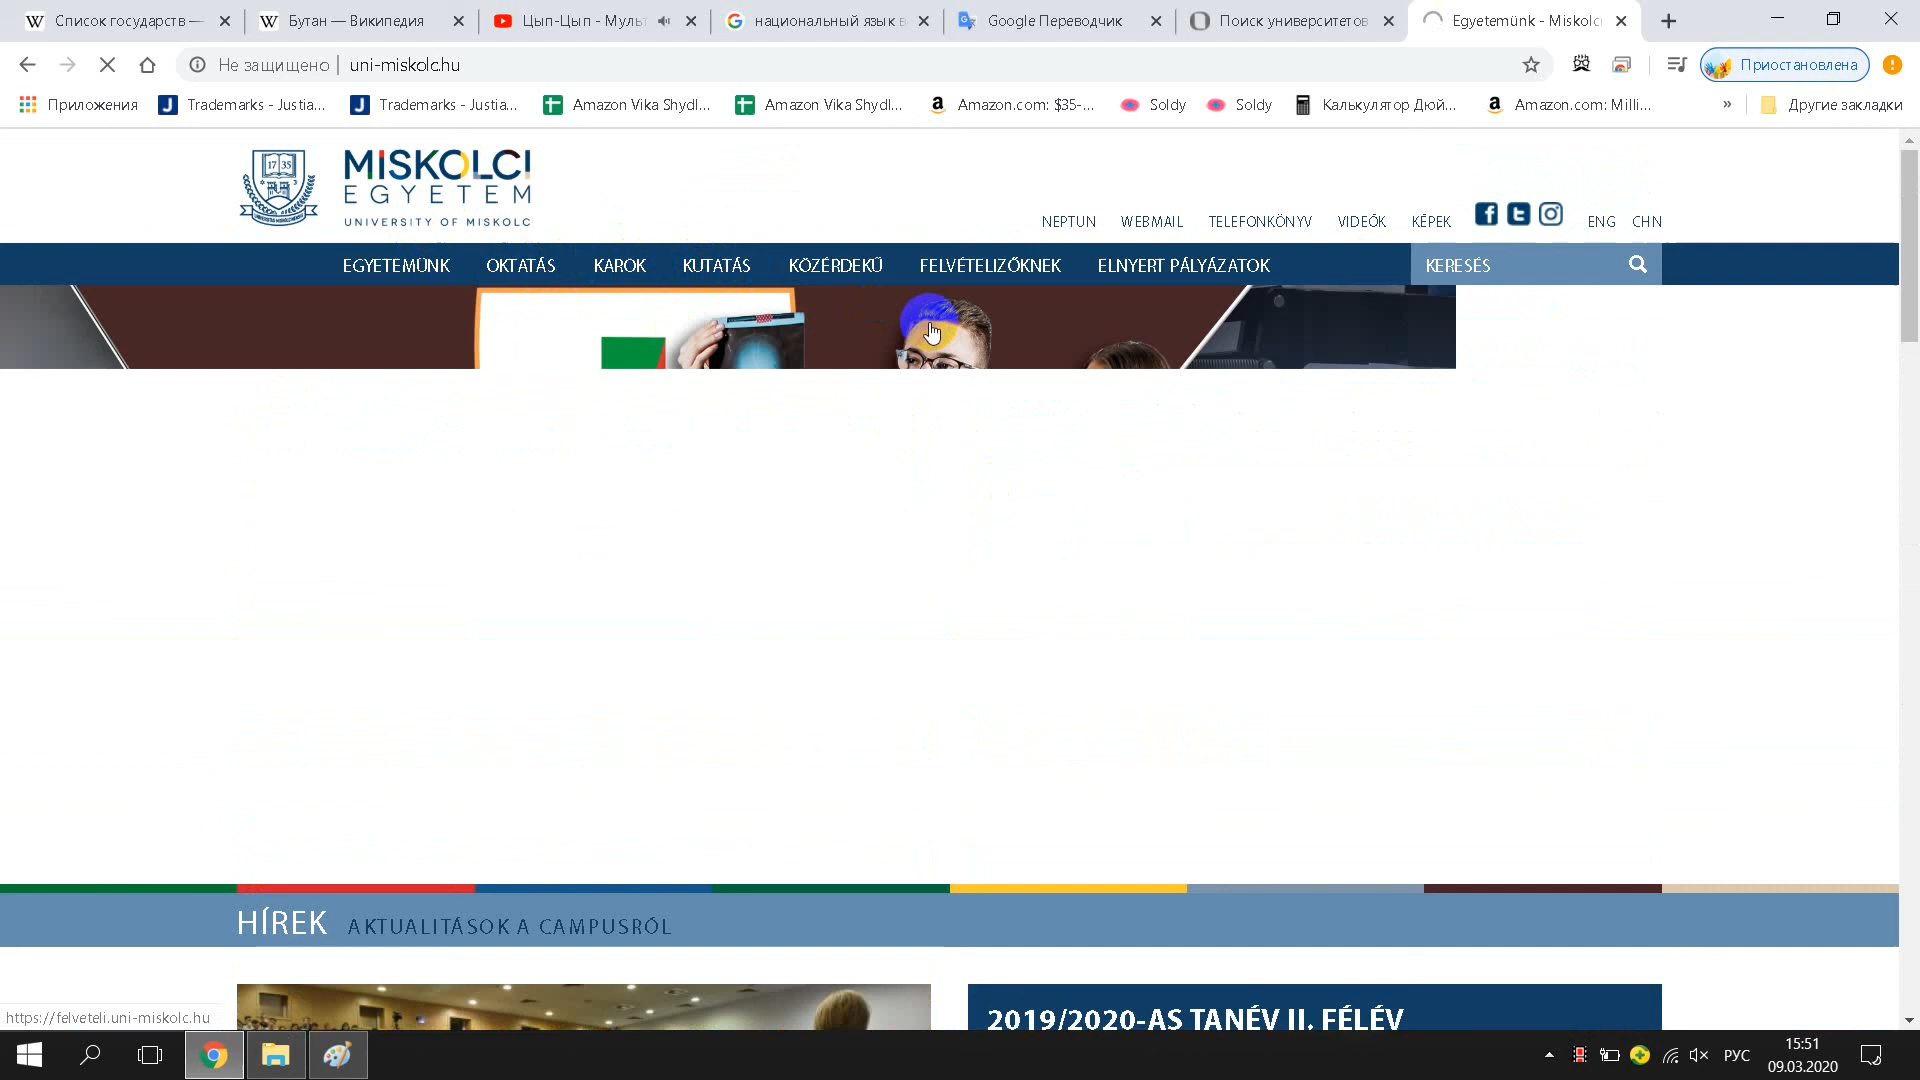 Список государств —
Бутан — Википедия
Цып-Цып - Муль
национальный язык в
Google Переводчик
Поиск университетов
Egyetemünk - Miskolci
Не защищено
uni-miskolc.hu
Приостановлена
Приложения
Trademarks - Justia...
Trademarks - Justia...
Amazon Vika Shydl...
Amazon Vika Shydl...
Amazon.com: $35-...
Soldy
Soldy
Калькулятор Дюй...
Amazon.com: Milli...
»
Другие закладки
17 35
MISKOLCI
EGYETEM
UNIVERSITY OF MISKOLC
NEPTUN
WEBMAIL
TELEFONKÖNYV
VIDEÓK
KÉPEK
ENG
CHN
EGYETEMÜNK
OKTATÁS
KAROK
KUTATÁS
KÖZÉRDEKŰ
FELVÉTELIZŐKNEK
ELNYERT PÁLYÁZATOK
KERESÉS
HÍREK AKTUALITÁSOK A CAMPUSRÓL
2019/2020-AS TANÉV II. FÉLÉV
https://felveteli.uni-miskolc.hu
РУС
15:51
09.03.2020